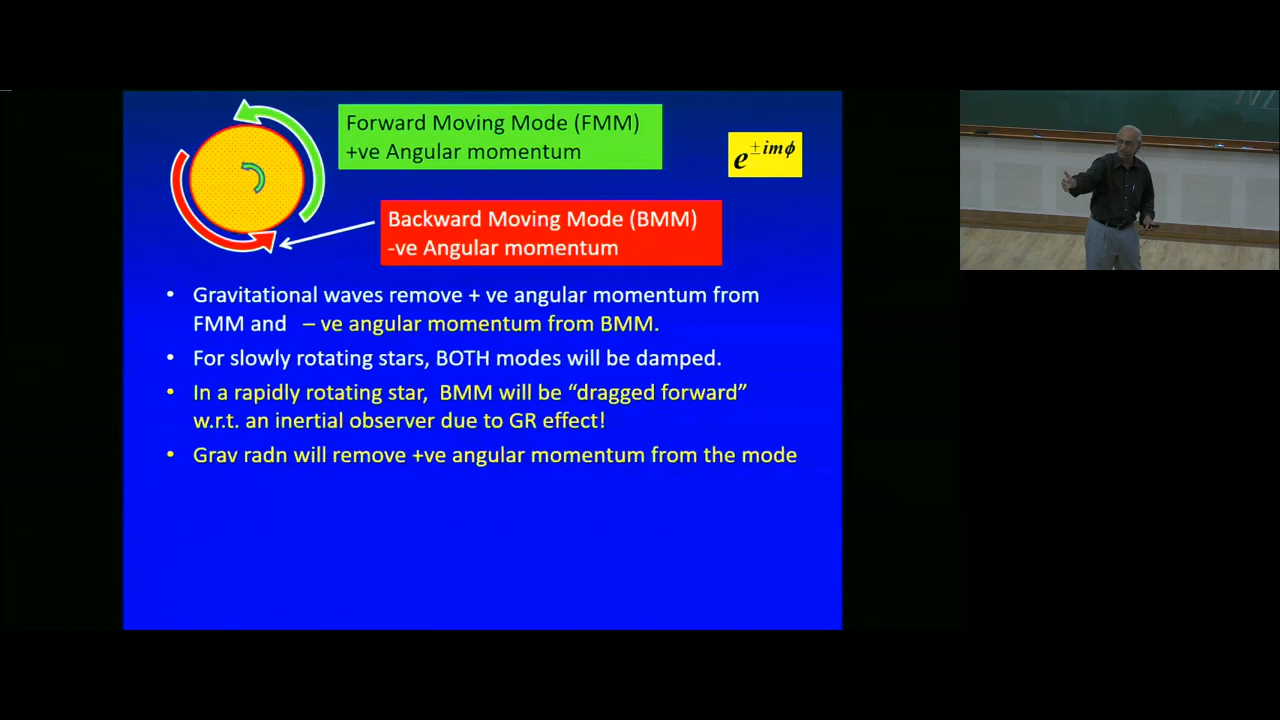 Forward Moving Mode (FMM)
+ve Angular momentum
e^{±imϕ}
Backward Moving Mode (BMM)
-ve Angular momentum
• Gravitational waves remove + ve angular momentum from
FMM and – ve angular momentum from BMM.
• For slowly rotating stars, BOTH modes will be damped.
• In a rapidly rotating star, BMM will be “dragged forward”
w.r.t. an inertial observer due to GR effect!
• Grav radn will remove +ve angular momentum from the mode